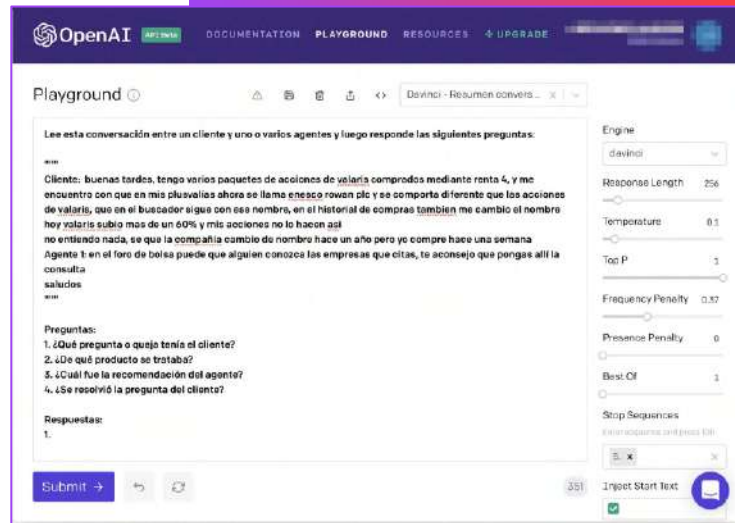 OpenAI API Beta DOCUMENTATION PLAYGROUND RESOURCES UPGRADE
Playground
Davinci - Resumen convers...
Lee esta conversación entre un cliente y uno o varios agentes y luego responde las siguientes preguntas:
"""
Cliente: buenas tardes, tengo varios paquetes de acciones de valaris comprados mediante renta 4, y me
encuentro con que en mis plusvalias ahora se llama enesco rowan plc y se comporta diferente que las acciones
de valaris, que en el buscador sigue con ese nombre, en el historial de compras tambien me cambio el nombre
hoy valaris subio mas de un 60% y mis acciones no lo hacen asi
no entiendo nada, se que la compañia cambio de nombre hace un año pero yo compre hace una semana
Agente 1: en el foro de bolsa puede que alguien conozca las empresas que citas, te aconsejo que pongas allí la
consulta
saludos
"""
Preguntas:
1. ¿Qué pregunta o queja tenía el cliente?
2. ¿De qué producto se trataba?
3. ¿Cuál fue la recomendación del agente?
4. ¿Se resolvió la pregunta del cliente?
Respuestas:
1.
Submit →
351
Engine
davinci
Response Length 256
Temperature 0.1
Top P 1
Frequency Penalty 0.37
Presence Penalty 0
Best Of 1
Stop Sequences
Enter sequence and press Tab
5. x
Inject Start Text